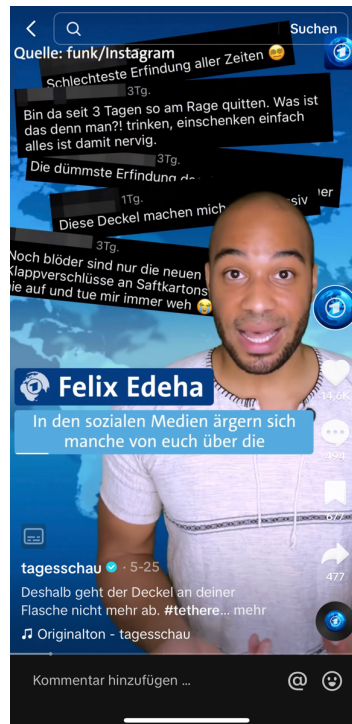 Suchen
Quelle: funk/Instagram
Schlechteste Erfindung aller Zeiten 😵‍💫
3Tg.
Bin da seit 3 Tagen so am Rage quitten. Was ist
das denn man?! trinken, einschenken einfach
alles ist damit nervig.
3Tg.
Die dümmste Erfindung
1Tg.
Diese Deckel machen mich
3Tg.
Noch blöder sind nur die neuen
Klappverschlüsse an Saftkartons
auf und tue mir immer weh 😭
Felix Edeha
In den sozialen Medien ärgern sich
manche von euch über die
14,6K
494
677
477
tagesschau · 5-25
Deshalb geht der Deckel an deiner
Flasche nicht mehr ab. #tethere... mehr
Originalton - tagesschau
Kommentar hinzufügen ...
@